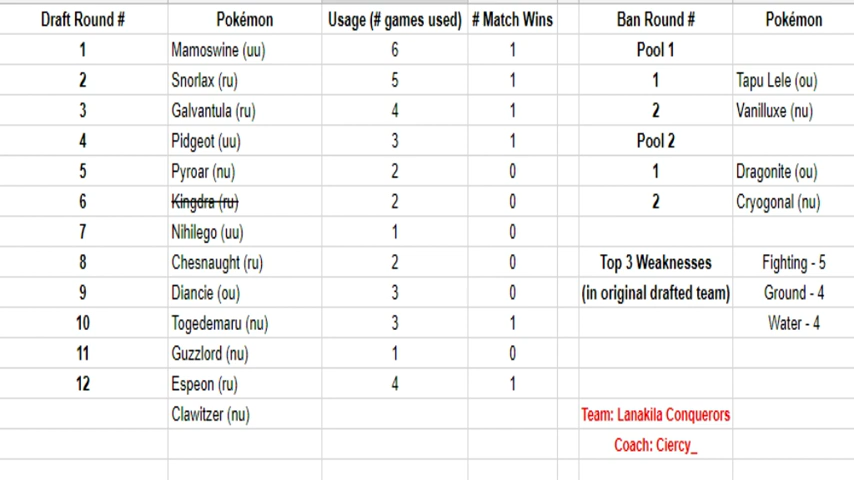 Draft Round # Pokémon Usage (# games used) # Match Wins Ban Round # Pokémon
1 Mamoswine (uu) 6 1 Pool 1
2 Snorlax (ru) 5 1 1 Tapu Lele (ou)
3 Galvantula (ru) 4 1 2 Vanilluxe (nu)
4 Pidgeot (uu) 3 1 Pool 2
5 Pyroar (nu) 2 0 1 Dragonite (ou)
6 Kingdra (ru) 2 0 2 Cryogonal (nu)
7 Nihilego (uu) 1 0
8 Chesnaught (ru) 2 0 Top 3 Weaknesses Fighting - 5
9 Diancie (ou) 3 0 (in original drafted team) Ground - 4
10 Togedemaru (nu) 3 1 Water - 4
11 Guzzlord (nu) 1 0
12 Espeon (ru) 4 1
Clawitzer (nu) Team: Lanakila Conquerors
Coach: Ciercy_